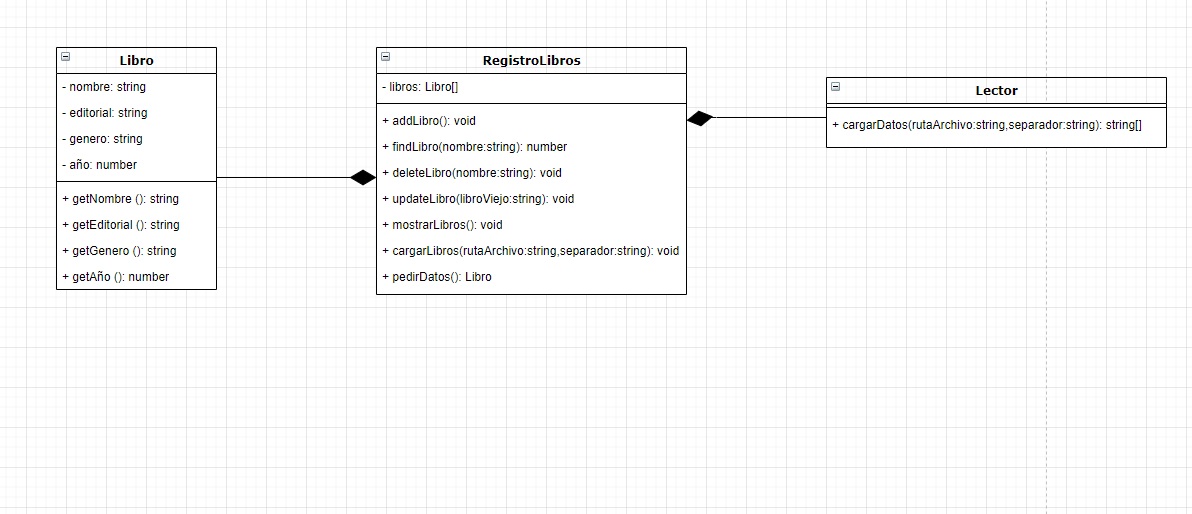 Libro
- nombre: string
- editorial: string
- genero: string
- año: number
+ getNombre (): string
+ getEditorial (): string
+ getGenero (): string
+ getAño (): number
RegistroLibros
- libros: Libro[]
+ addLibro(): void
+ findLibro(nombre:string): number
+ deleteLibro(nombre:string): void
+ updateLibro(libroViejo:string): void
+ mostrarLibros(): void
+ cargarLibros(rutaArchivo:string,separador:string): void
+ pedirDatos(): Libro
Lector
+ cargarDatos(rutaArchivo:string,separador:string): string[]